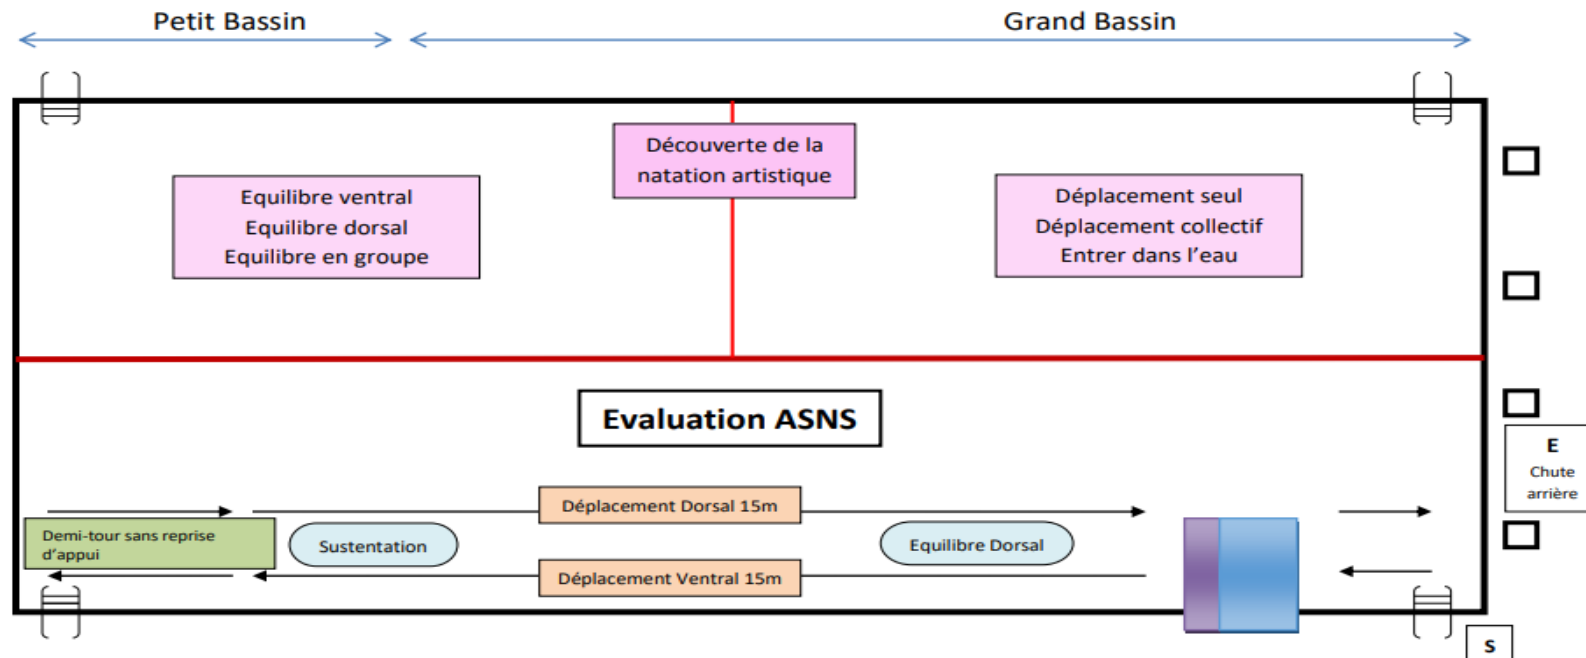 Petit Bassin
Grand Bassin
Découverte de la
natation artistique
Equilibre ventral
Equilibre dorsal
Equilibre en groupe
Déplacement seul
Déplacement collectif
Entrer dans l'eau
Evaluation ASNS
E
Chute
arrière
Déplacement Dorsal 15m
Demi-tour sans reprise
d'appui
Sustentation
Equilibre Dorsal
Déplacement Ventral 15m
S